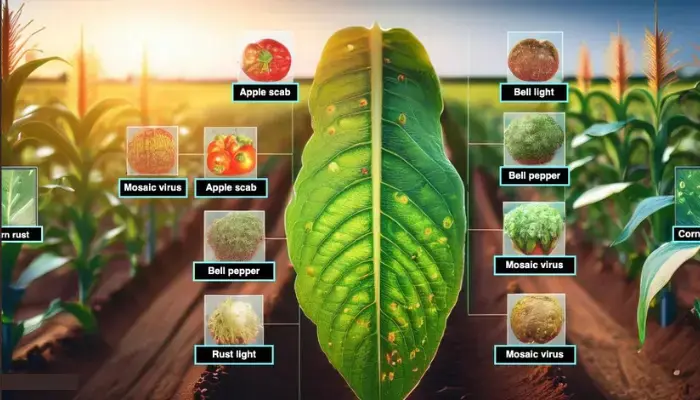 Apple scab
Bell light
Mosaic virus
Apple scab
Bell pepper
rn rust
Bell pepper
Mosaic virus
Corn
Rust light
Mosaic virus